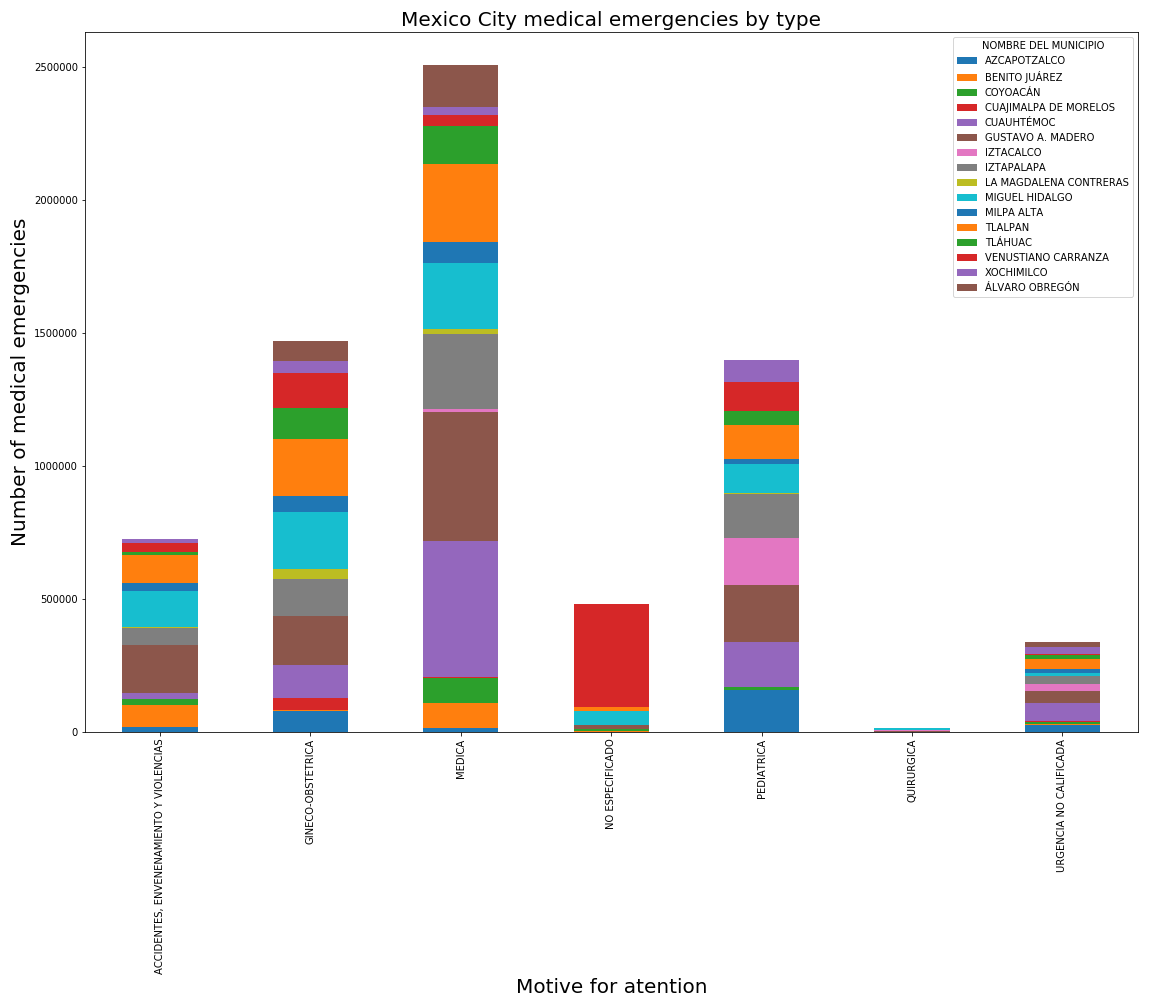 Mexico City medical emergencies by type
NOMBRE DEL MUNICIPIO
AZCAPOTZALCO
BENITO JUÁREZ
COYOACÁN
CUAJIMALPA DE MORELOS
CUAUHTÉMOC
GUSTAVO A. MADERO
IZTACALCO
IZTAPALAPA
LA MAGDALENA CONTRERAS
MIGUEL HIDALGO
MILPA ALTA
TLALPAN
TLÁHUAC
VENUSTIANO CARRANZA
XOCHIMILCO
ÁLVARO OBREGÓN
Number of medical emergencies
2500000
2000000
1500000
1000000
500000
0
ACCIDENTES, ENVENENAMIENTO Y VIOLENCIAS
GINECO-OBSTETRICA
MEDICA
NO ESPECIFICADO
PEDIATRICA
QUIRURGICA
URGENCIA NO CALIFICADA
Motive for atention